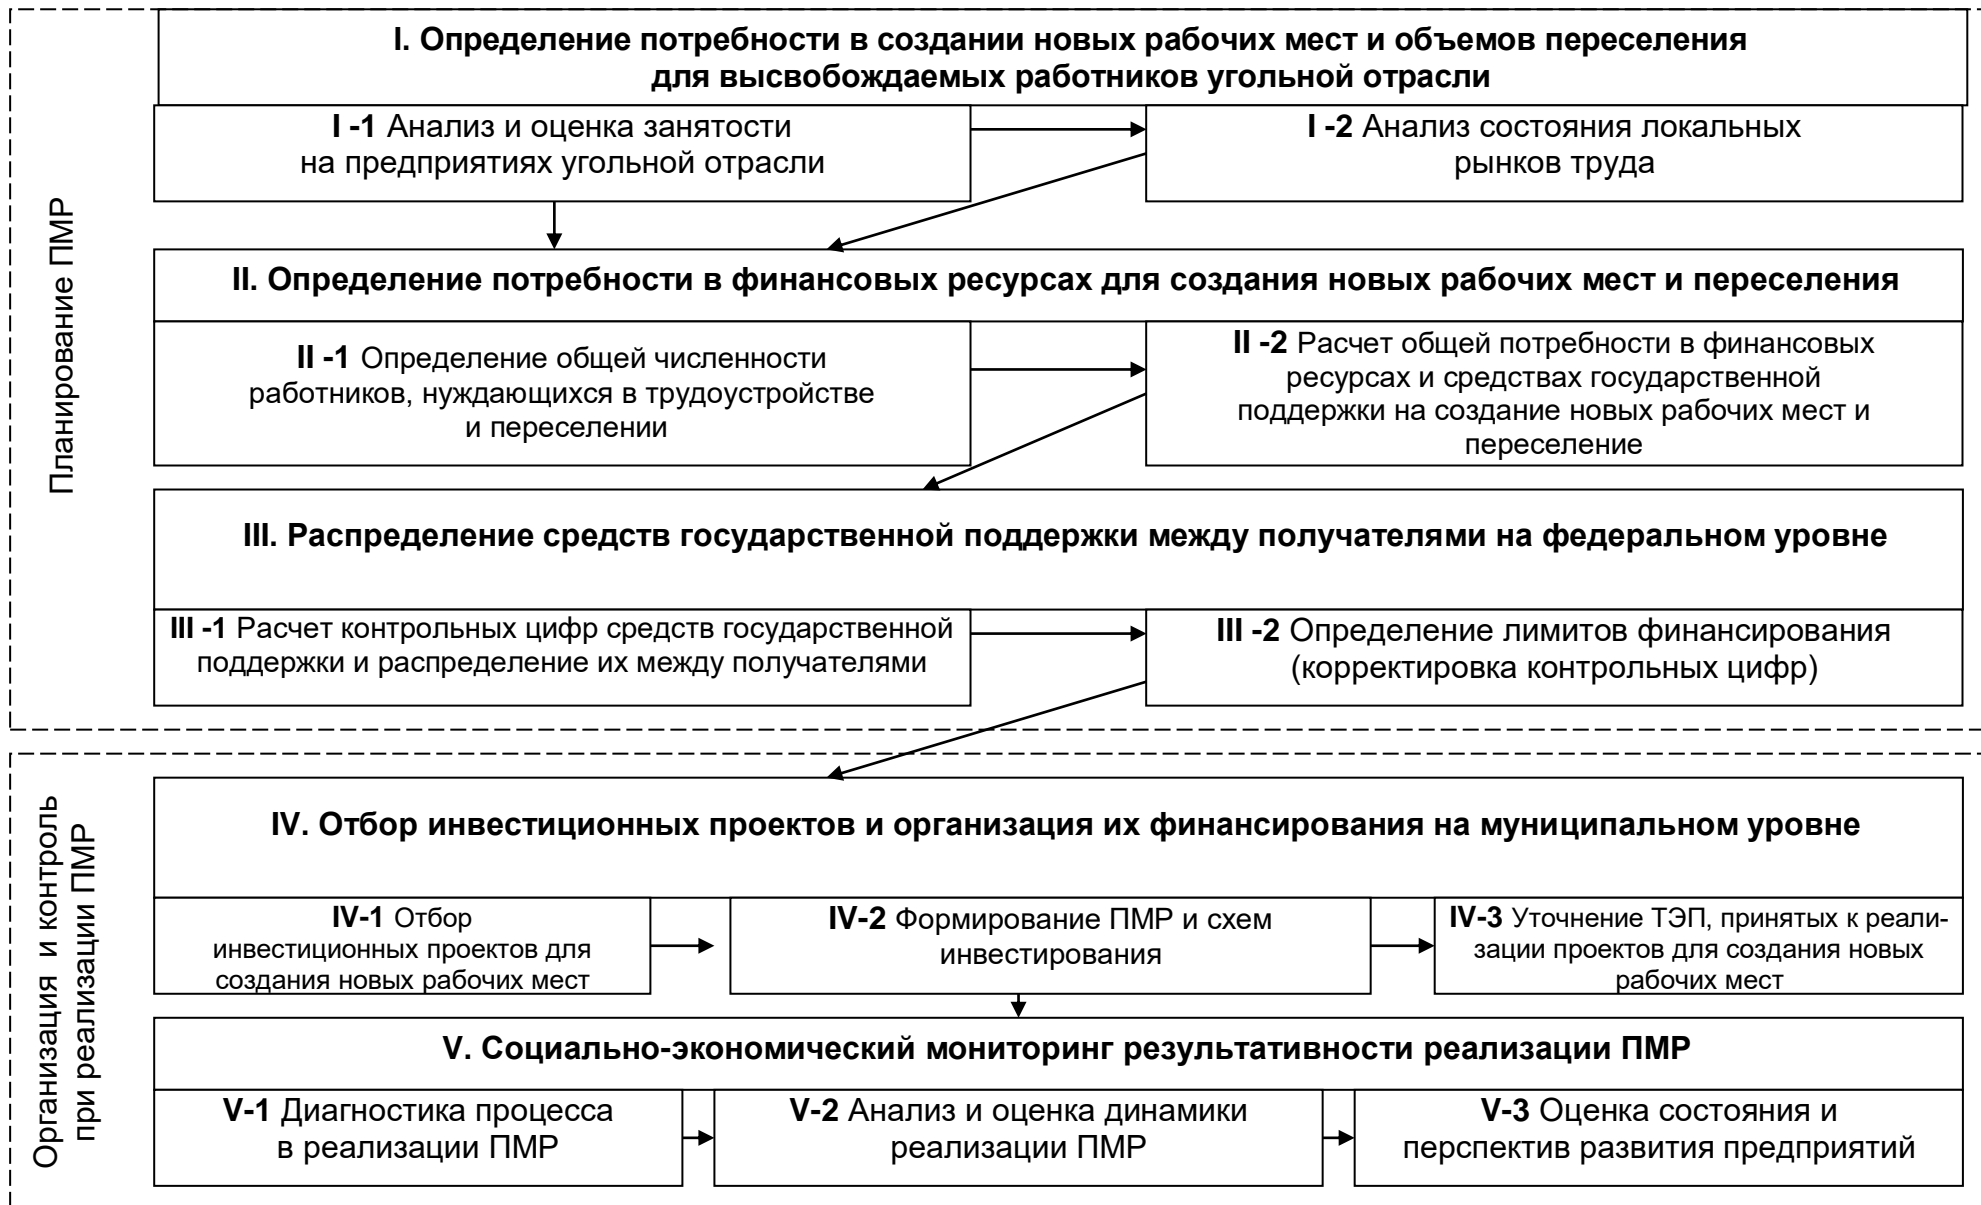 Планирование ПМР
I. Определение потребности в создании новых рабочих мест и объемов переселения
для высвобождаемых работников угольной отрасли
I -1 Анализ и оценка занятости
на предприятиях угольной отрасли
I -2 Анализ состояния локальных
рынков труда
II. Определение потребности в финансовых ресурсах для создания новых рабочих мест и переселения
II -1 Определение общей численности
работников, нуждающихся в трудоустройстве
и переселении
II -2 Расчет общей потребности в финансовых
ресурсах и средствах государственной
поддержки на создание новых рабочих мест и
переселение
III. Распределение средств государственной поддержки между получателями на федеральном уровне
III -1 Расчет контрольных цифр средств государственной
поддержки и распределение их между получателями
III -2 Определение лимитов финансирования
(корректировка контрольных цифр)
Организация и контроль
при реализации ПМР
IV. Отбор инвестиционных проектов и организация их финансирования на муниципальном уровне
IV-1 Отбор
инвестиционных проектов для
создания новых рабочих мест
IV-2 Формирование ПМР и схем
инвестирования
IV-3 Уточнение ТЭП, принятых к реали-
зации проектов для создания новых
рабочих мест
V. Социально-экономический мониторинг результативности реализации ПМР
V-1 Диагностика процесса
в реализации ПМР
V-2 Анализ и оценка динамики
реализации ПМР
V-3 Оценка состояния и
перспектив развития предприятий